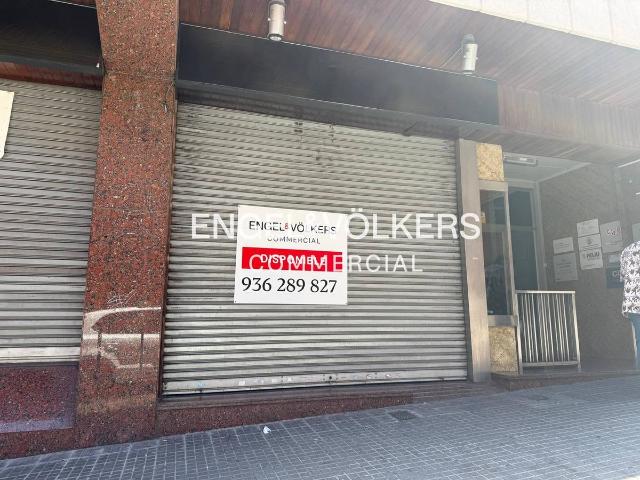 ENGEL&VÖLKERS
COMMERCIAL
DISPONIBLE
936 289 827
ENGEL&VÖLKERS
COMMERCIAL